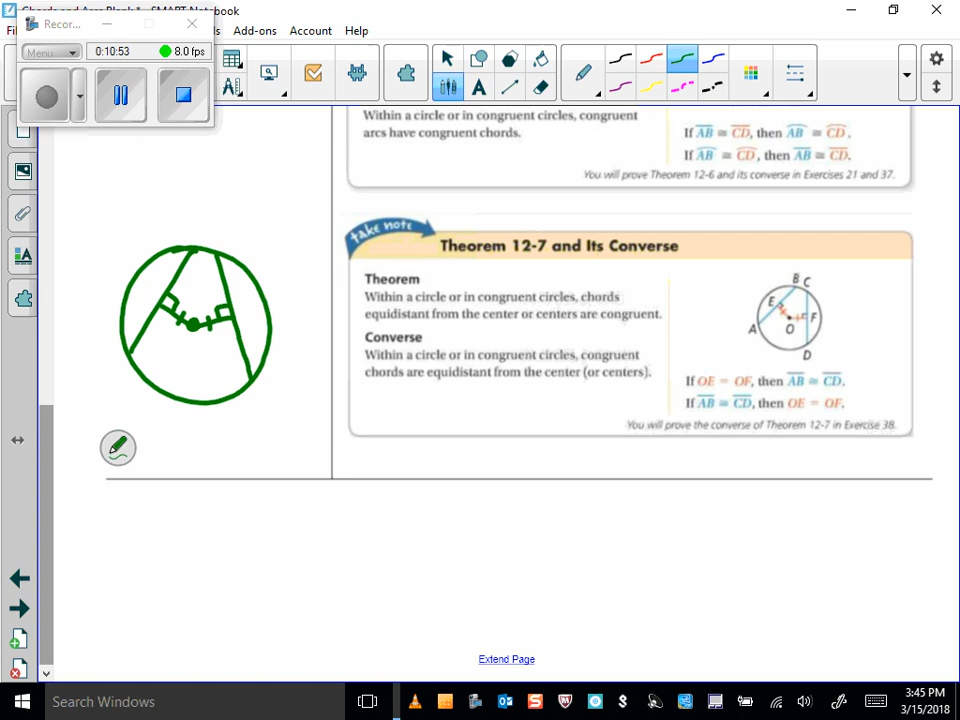 Chords and Arcs Blank * - SMART Notebook
Recor...
Add-ons Account Help
Menu
0:10:53
8.0 fps
A
Within a circle or in congruent circles, congruent
arcs have congruent chords.
If AB ≅ CD, then AB ≅ CD.
If AB ≅ CD, then AB ≅ CD.
You will prove Theorem 12-6 and its converse in Exercises 21 and 37.
take note
Theorem 12-7 and Its Converse
Theorem
Within a circle or in congruent circles, chords
equidistant from the center or centers are congruent.
Converse
Within a circle or in congruent circles, congruent
chords are equidistant from the center (or centers).
B C
E
F
A
O
D
If OE = OF, then AB ≅ CD.
If AB ≅ CD, then OE = OF.
You will prove the converse of Theorem 12-7 in Exercise 38.
Extend Page
Search Windows
3:45 PM
3/15/2018